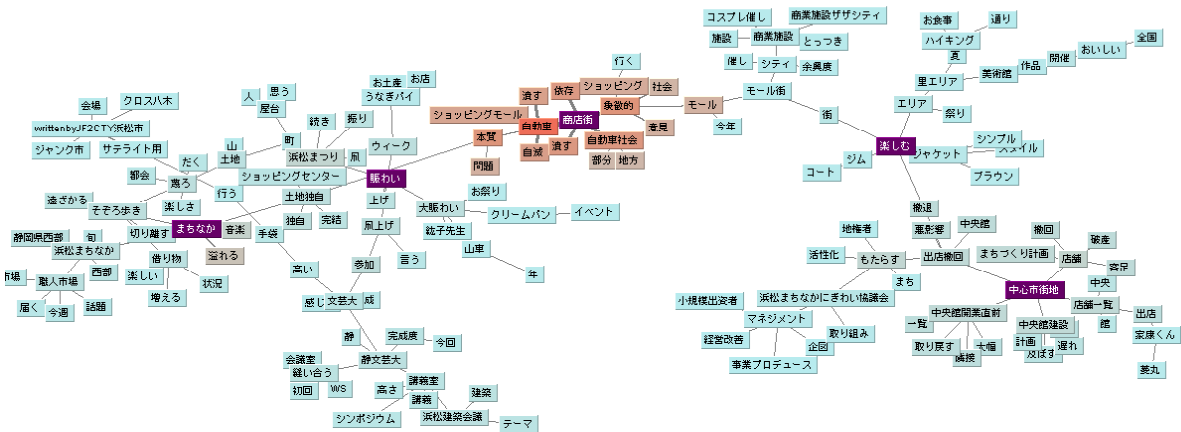 コスプレ催し
商業施設ザザシティ
施設
商業施設
とっつき
催し
シティ
余興度
モール街
お食事
通り
ハイキング
真
全国
おいしい
開催
作品
美術館
里エリア
エリア
祭り
街
楽しむ
ジム
コート
ジャケット
シンプル
スタイル
ブラウン
行く
ショッピング
社会
依存
潰す
象徴的
モール
今年
意見
ショッピングモール
自動車
商店街
本質
問題
自滅
潰す
自動車社会
部分
地方
お土産
お店
うなぎパイ
ウィーク
人
思う
屋台
続き
振り
町
浜松まつり
凧
ショッピングセンター
賑わい
会場
クロス八木
writtenbyJF2CTY浜松市
ジャンク市
サテライト用
山
土地
だく
蔑ろ
都会
楽しさ
行う
遠ざかる
そぞろ歩き
まちなか
音楽
切り離す
溢れる
土地独自
独自
完結
手袋
静岡県西部
旬
浜松まちなか
西部
市場
職人市場
届く
今週
話題
借り物
楽しい
増える
状況
高い
上げ
凧上げ
参加
言う
大賑わい
お祭り
クリームパン
イベント
紘子先生
山車
年
感じ
文芸大
成
静
完成度
今回
静文芸大
会議室
縫い合う
初回
WS
講義室
高さ
講義
建築
浜松建築会議
シンポジウム
テーマ
撤退
悪影響
中央館
出店撤回
地権者
もたらす
活性化
まち
浜松まちなかにぎわい協議会
小規模出資者
マネジメント
経営改善
企図
取り組み
事業プロデュース
撤回
破産
まちづくり計画
店舗
客足
中央
中心市街地
店舗一覧
館
出店
家康くん
菱丸
中央館開業直前
一覧
取り戻す
隣接
大幅
中央館建設
計画
及ぼす
遅れ